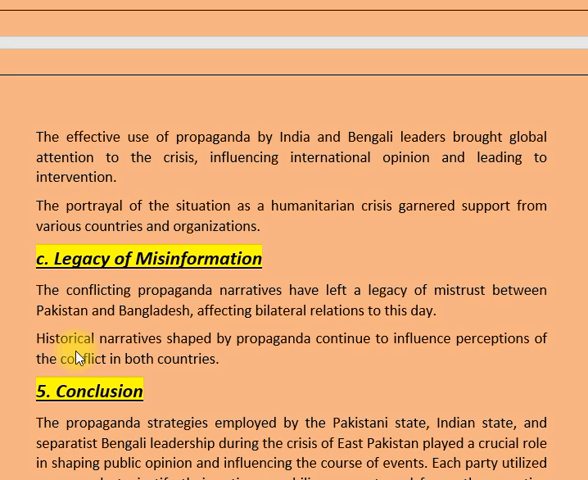 The effective use of propaganda by India and Bengali leaders brought global
attention to the crisis, influencing international opinion and leading to
intervention.
The portrayal of the situation as a humanitarian crisis garnered support from
various countries and organizations.
c. Legacy of Misinformation
The conflicting propaganda narratives have left a legacy of mistrust between
Pakistan and Bangladesh, affecting bilateral relations to this day.
Historical narratives shaped by propaganda continue to influence perceptions of
the conflict in both countries.
5. Conclusion
The propaganda strategies employed by the Pakistani state, Indian state, and
separatist Bengali leadership during the crisis of East Pakistan played a crucial role
in shaping public opinion and influencing the course of events. Each party utilized